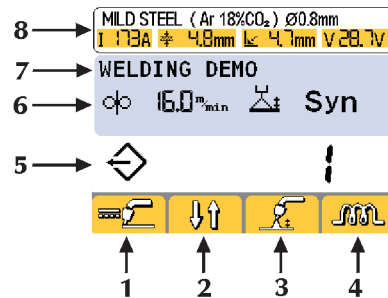 8
MILD STEEL ( Ar 18%CO₂ ) Ø0.8mm
I 173A 4.8mm 4.7mm V 28.7V
7
WELDING DEMO
6
16.0 m/min Syn
5
1
1 2 3 4